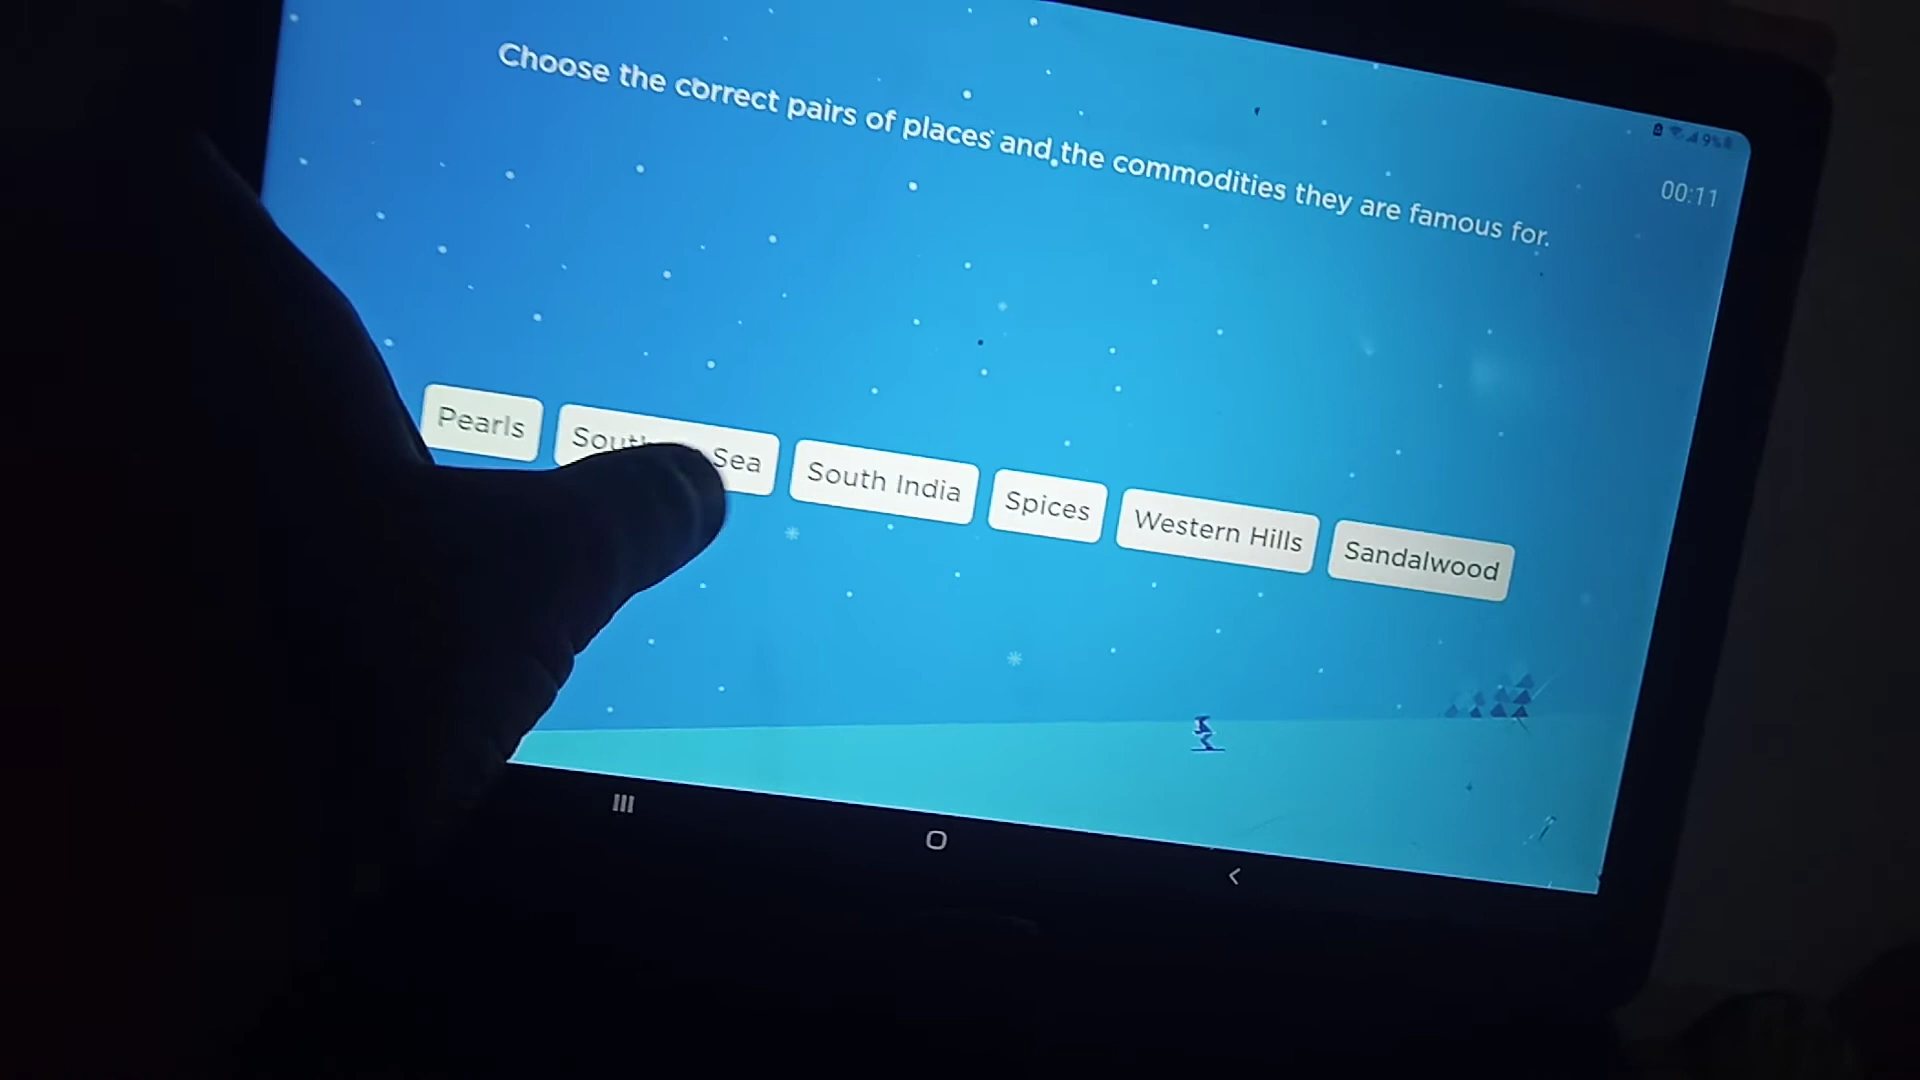 9%
00:11
Choose the correct pairs of places and the commodities they are famous for.
Pearls
Sea
South India
Spices
Western Hills
Sandalwood